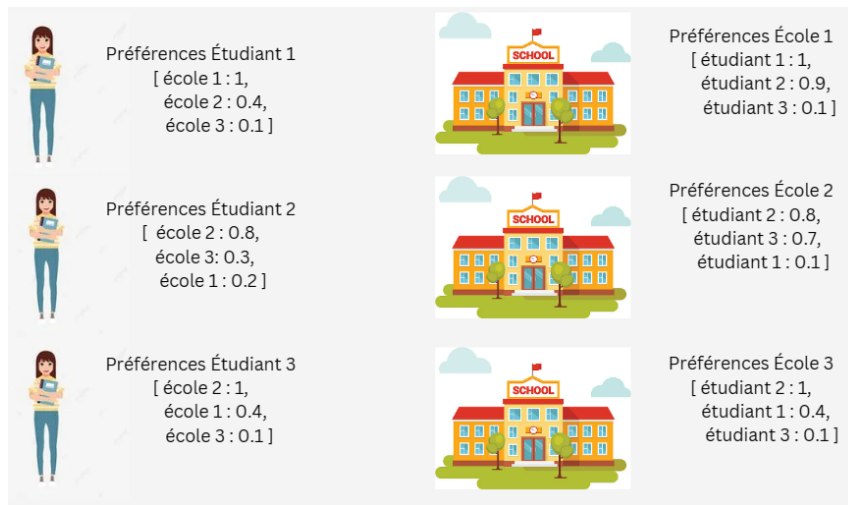 Préférences Étudiant 1
[ école 1 : 1,
école 2 : 0.4,
école 3 : 0.1 ]
SCHOOL
Préférences École 1
[ étudiant 1 : 1,
étudiant 2 : 0.9,
étudiant 3 : 0.1 ]
Préférences Étudiant 2
[ école 2 : 0.8,
école 3: 0.3,
école 1 : 0.2 ]
SCHOOL
Préférences École 2
[ étudiant 2 : 0.8,
étudiant 3 : 0.7,
étudiant 1 : 0.1 ]
Préférences Étudiant 3
[ école 2 : 1,
école 1 : 0.4,
école 3 : 0.1 ]
SCHOOL
Préférences École 3
[ étudiant 2 : 1,
étudiant 1 : 0.4,
étudiant 3 : 0.1 ]